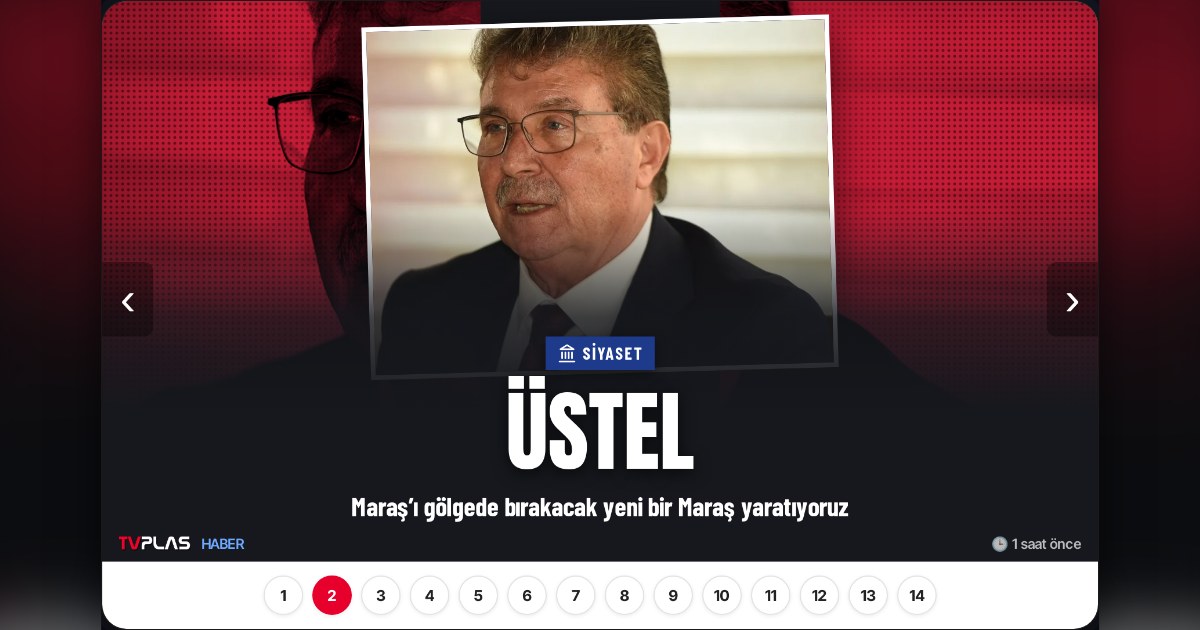 SİYASET
ÜSTEL
Maraş’ı gölgede bırakacak yeni bir Maraş yaratıyoruz
TVPLAS HABER
1 saat önce
1 2 3 4 5 6 7 8 9 10 11 12 13 14